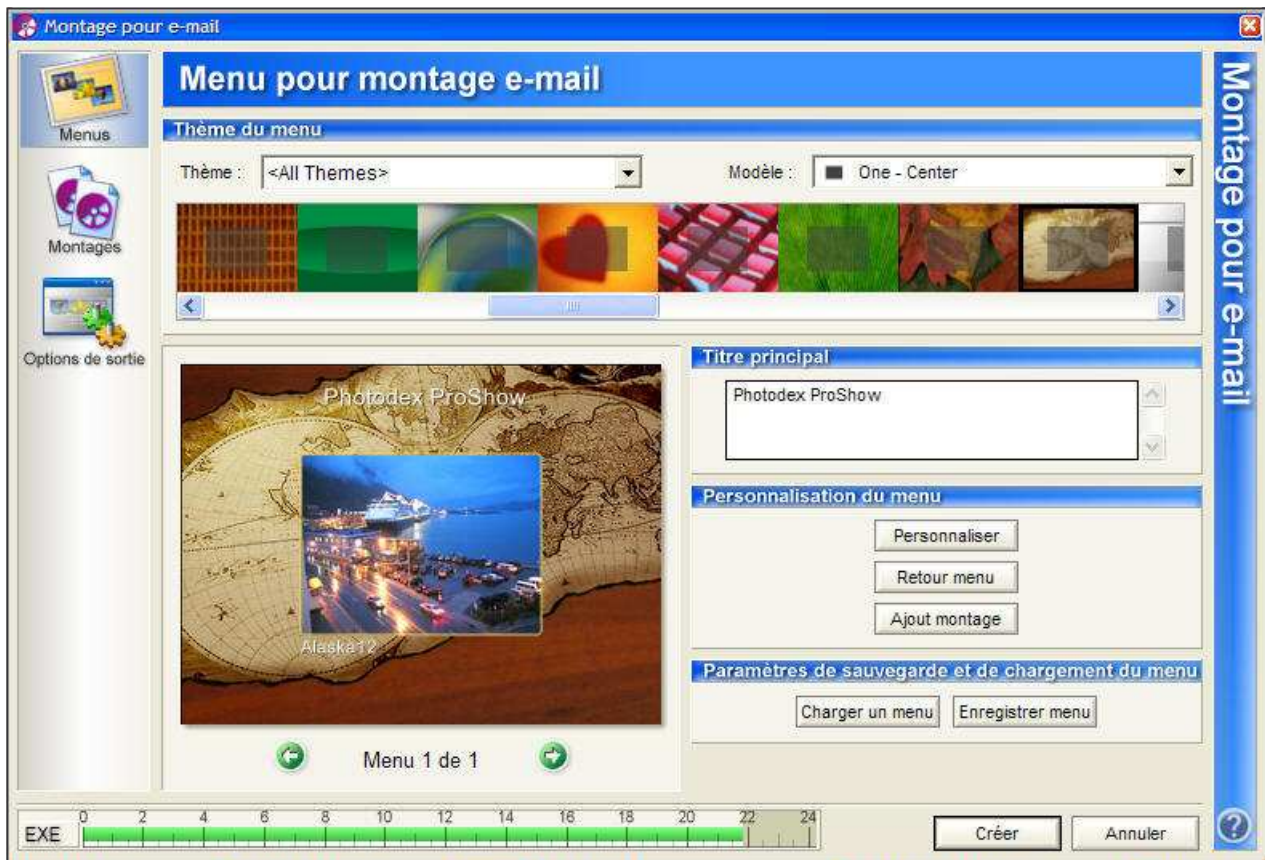 Montage pour e-mail
Menus
Montages
Options de sortie
Menu pour montage e-mail
Thème du menu
Thème : <All Themes>
Modèle : One - Center
Photodex ProShow
Alaska12
Menu 1 de 1
Titre principal
Photodex ProShow
Personnalisation du menu
Personnaliser
Retour menu
Ajout montage
Paramètres de sauvegarde et de chargement du menu
Charger un menu Enregistrer menu
Montage pour e-mail
EXE 0 2 4 6 8 10 12 14 16 18 20 22 24
Créer Annuler
?